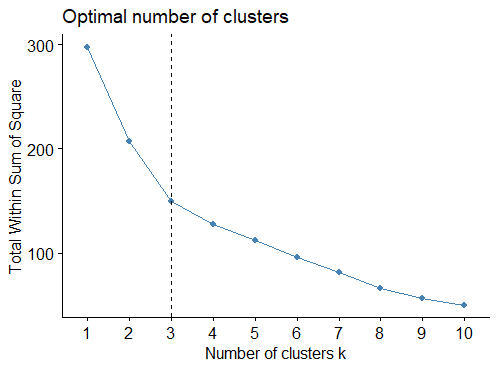 Optimal number of clusters
Total Within Sum of Square
300
200
100
1 2 3 4 5 6 7 8 9 10
Number of clusters k